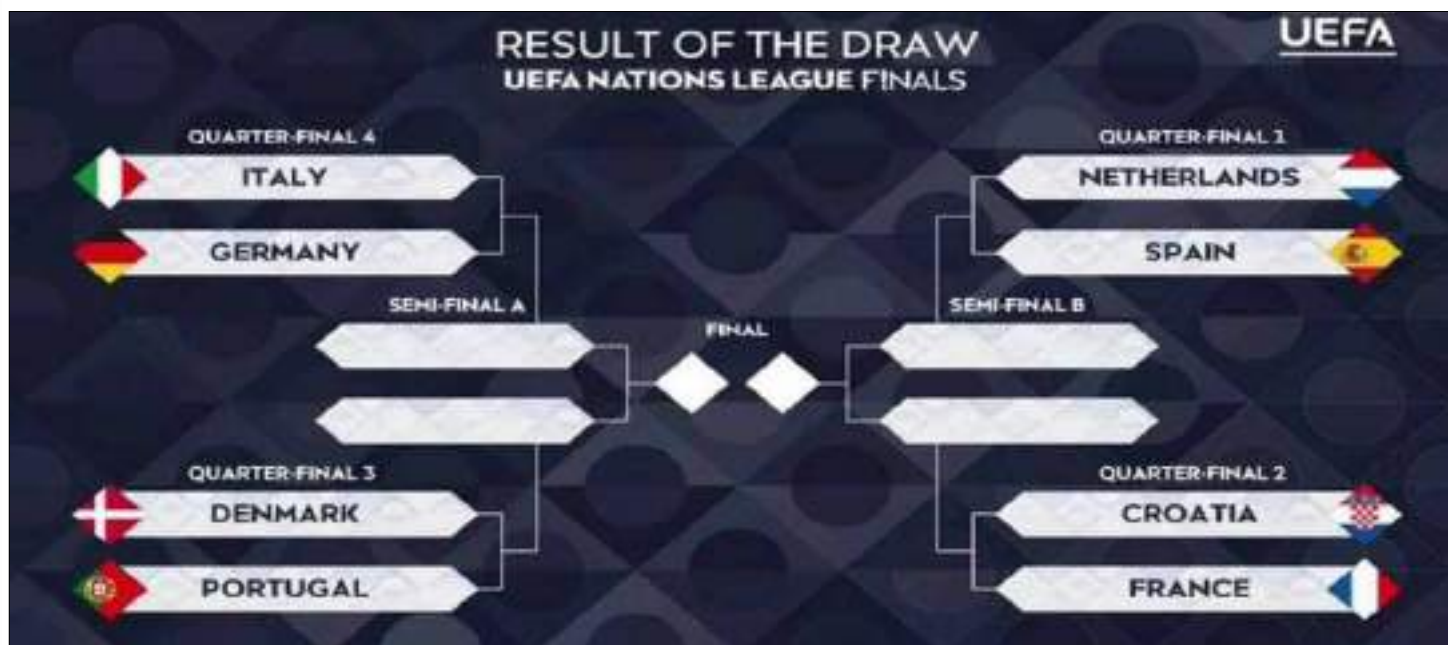 RESULT OF THE DRAW
UEFA NATIONS LEAGUE FINALS
UEFA
QUARTER-FINAL 4
ITALY
GERMANY
QUARTER-FINAL 1
NETHERLANDS
SPAIN
SEMI-FINAL A
FINAL
SEMI-FINAL B
QUARTER-FINAL 3
DENMARK
PORTUGAL
QUARTER-FINAL 2
CROATIA
FRANCE